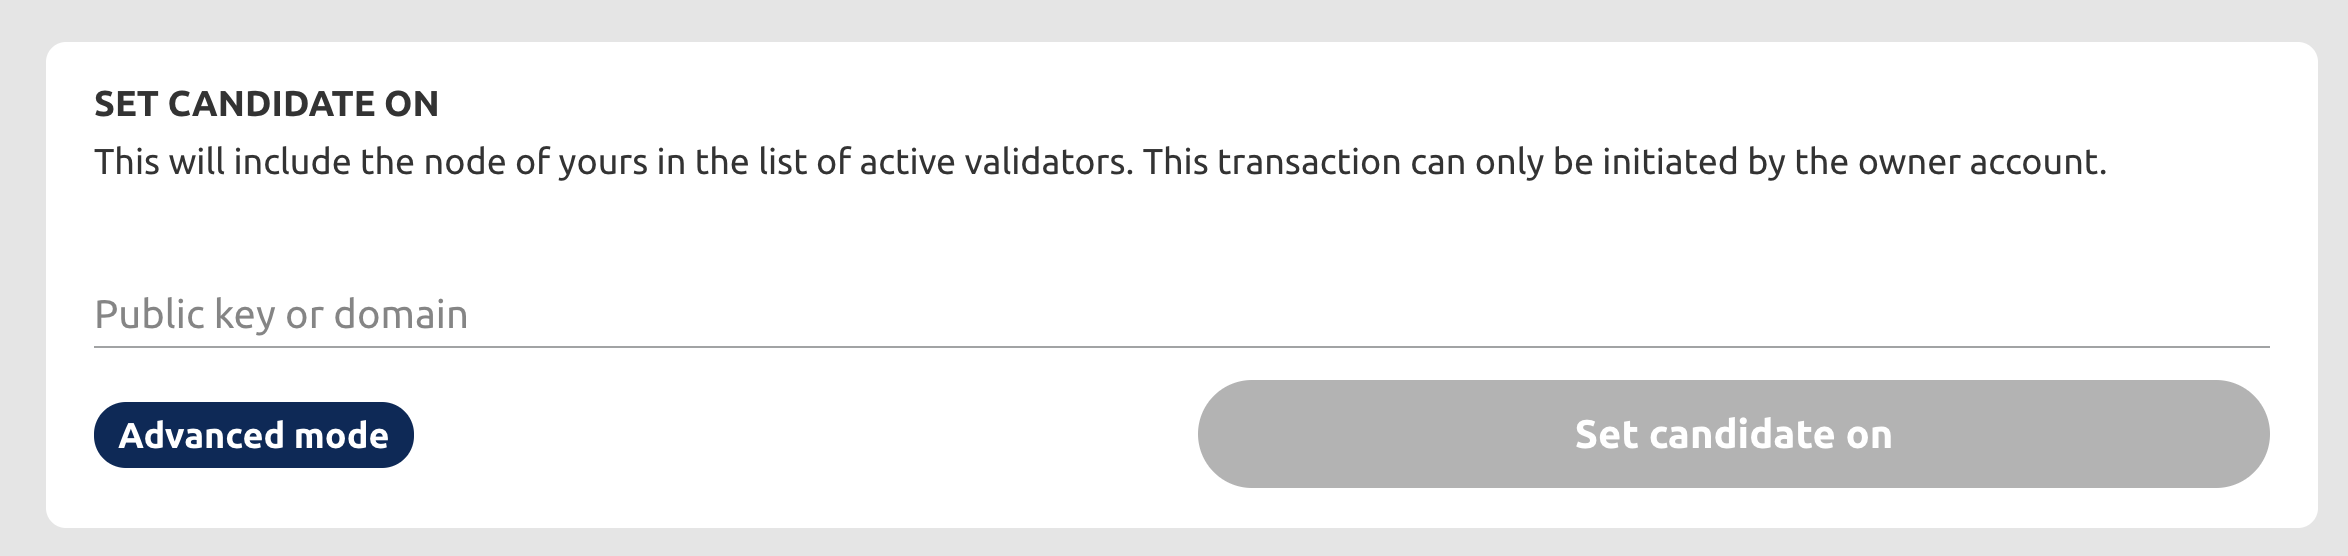 SET CANDIDATE ON
This will include the node of yours in the list of active validators. This transaction can only be initiated by the owner account.
Public key or domain
Advanced mode
Set candidate on